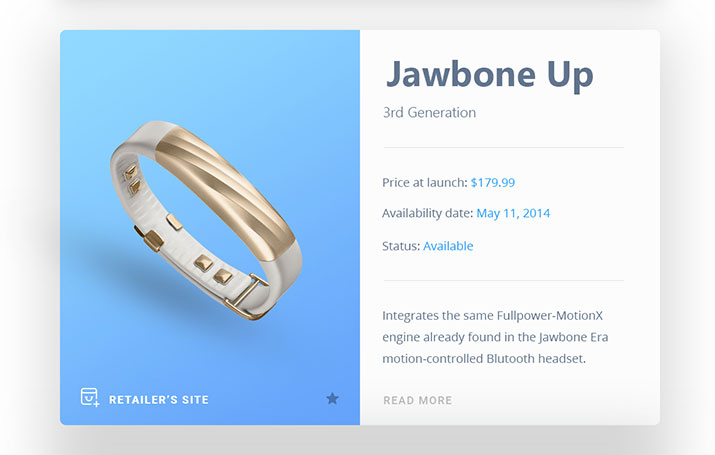 Jawbone Up
3rd Generation
Price at launch: $179.99
Availability date: May 11, 2014
Status: Available
Integrates the same Fullpower-MotionX
engine already found in the Jawbone Era
motion-controlled Blutooth headset.
RETAILER'S SITE
READ MORE